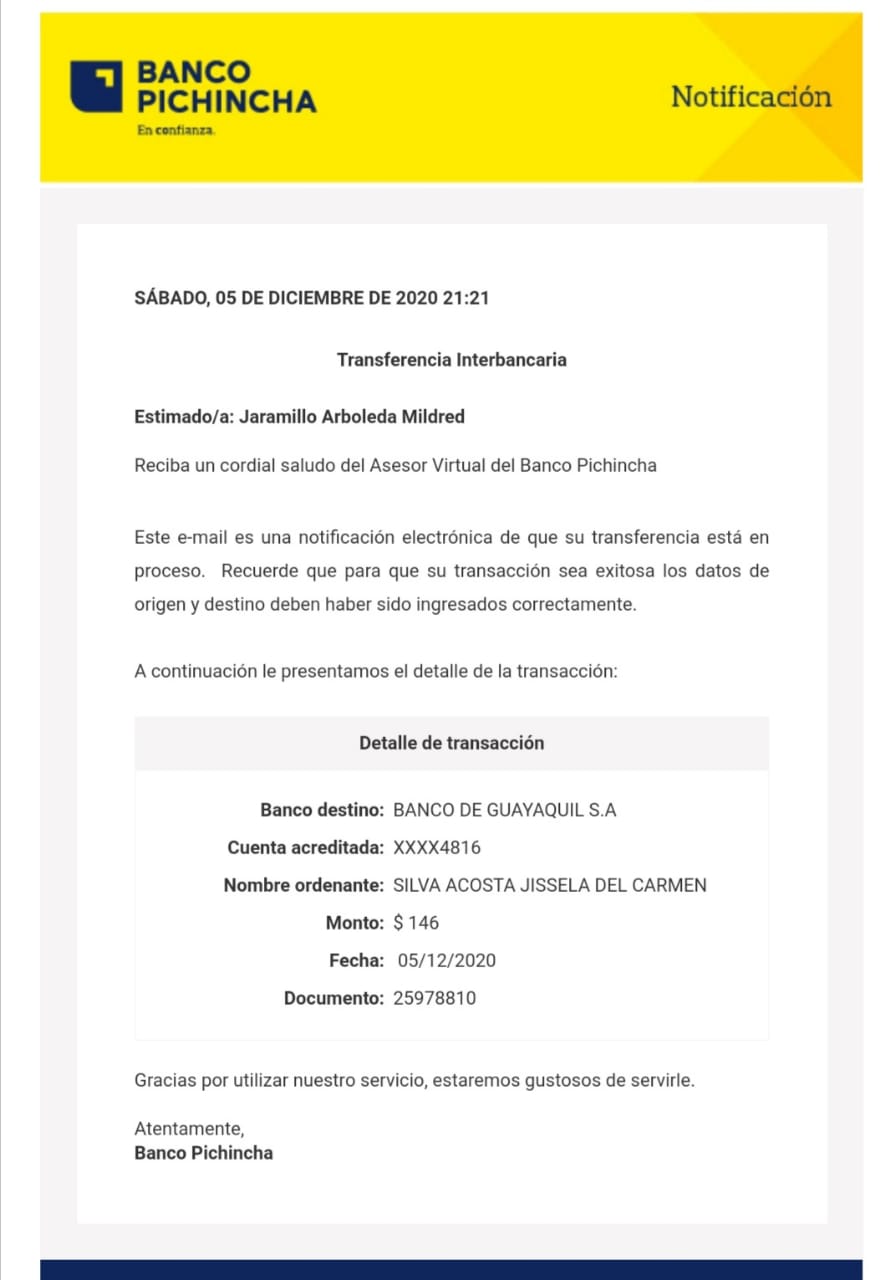 BANCO
PICHINCHA
En confianza.
Notificación
SÁBADO, 05 DE DICIEMBRE DE 2020 21:21
Transferencia Interbancaria
Estimado/a: Jaramillo Arboleda Mildred
Reciba un cordial saludo del Asesor Virtual del Banco Pichincha
Este e-mail es una notificación electrónica de que su transferencia está en
proceso. Recuerde que para que su transacción sea exitosa los datos de
origen y destino deben haber sido ingresados correctamente.
A continuación le presentamos el detalle de la transacción:
Detalle de transacción
Banco destino: BANCO DE GUAYAQUIL S.A
Cuenta acreditada: XXXX4816
Nombre ordenante: SILVA ACOSTA JISSELA DEL CARMEN
Monto: $ 146
Fecha: 05/12/2020
Documento: 25978810
Gracias por utilizar nuestro servicio, estaremos gustosos de servirle.
Atentamente,
Banco Pichincha